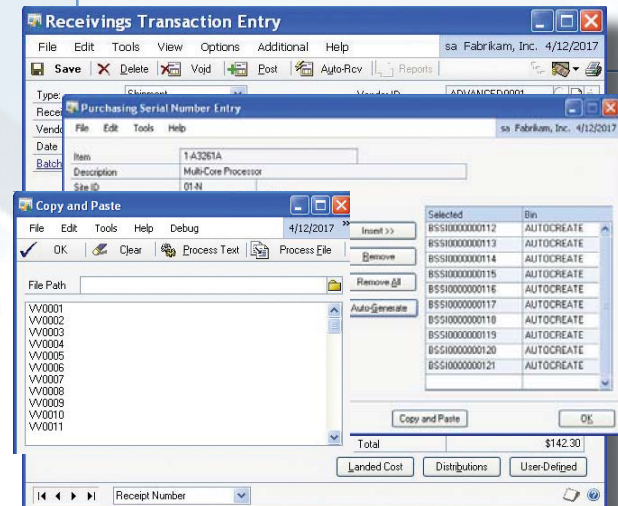 Receivings Transaction Entry
File Edit Tools View Options Additional Help sa Fabrikam, Inc. 4/12/2017
Save Delete Void Post Auto-Rcv Reports
Type: Shipment Vendor ID ADVANCED0001
Recei
Vendo
Date
Batch
Purchasing Serial Number Entry
File Edit Tools Help sa Fabrikam, Inc. 4/12/2017
Item 1-A3261A
Description Multi-Core Processor
Site ID 01-N
Selected Bin
BSSI0000000112 AUTOCREATE
BSSI0000000113 AUTOCREATE
BSSI0000000114 AUTOCREATE
BSSI0000000115 AUTOCREATE
BSSI0000000116 AUTOCREATE
BSSI0000000117 AUTOCREATE
BSSI0000000118 AUTOCREATE
BSSI0000000119 AUTOCREATE
BSSI0000000120 AUTOCREATE
BSSI0000000121 AUTOCREATE
Insert >>
Remove
Remove All
Auto-Generate
Copy and Paste OK
Copy and Paste
File Edit Tools Help Debug 4/12/2017 »
OK Clear Process Text Process File
File Path
VV0001
VV0002
VV0003
VV0004
VV0005
VV0006
VV0007
VV0008
VV0009
VV0010
VV0011
Total $142.30
Landed Cost Distributions User-Defined
Receipt Number